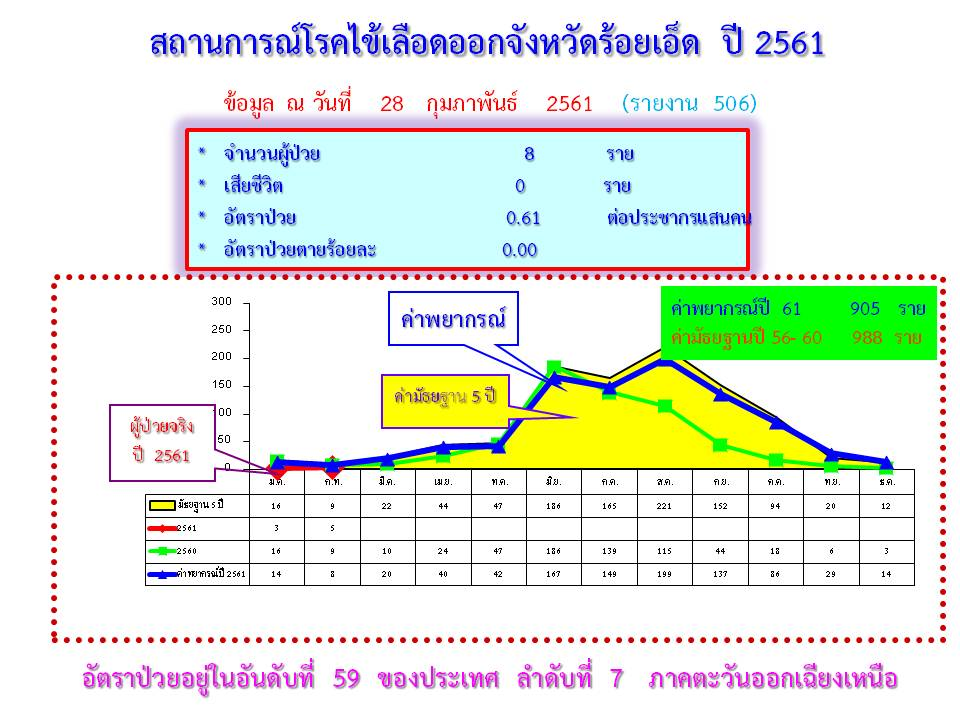 สถานการณ์โรคไข้เลือดออกจังหวัดร้อยเอ็ด ปี 2561
ข้อมูล ณ วันที่ 28 กุมภาพันธ์ 2561 (รายงาน 506)
* จำนวนผู้ป่วย 8 ราย
* เสียชีวิต 0 ราย
* อัตราป่วย 0.61 ต่อประชากรแสนคน
* อัตราป่วยตายร้อยละ 0.00
ค่าพยากรณ์ปี 61 905 ราย
ค่ามัธยฐานปี 56- 60 988 ราย
ค่าพยากรณ์
ค่ามัธยฐาน 5 ปี
ผู้ป่วยจริง
ปี 2561
300
250
200
150
100
50
0
ม.ค. ก.พ. มี.ค. เม.ย. พ.ค. มิ.ย. ก.ค. ส.ค. ก.ย. ต.ค. พ.ย. ธ.ค.
มัธยฐาน 5 ปี 16 9 22 44 47 186 165 221 152 94 20 12
2561 3 5
2560 16 9 10 24 47 186 139 115 44 18 6 3
ค่าพยากรณ์ปี 2561 14 8 20 40 42 167 149 199 137 86 29 14
อัตราป่วยอยู่ในอันดับที่ 59 ของประเทศ ลำดับที่ 7 ภาคตะวันออกเฉียงเหนือ